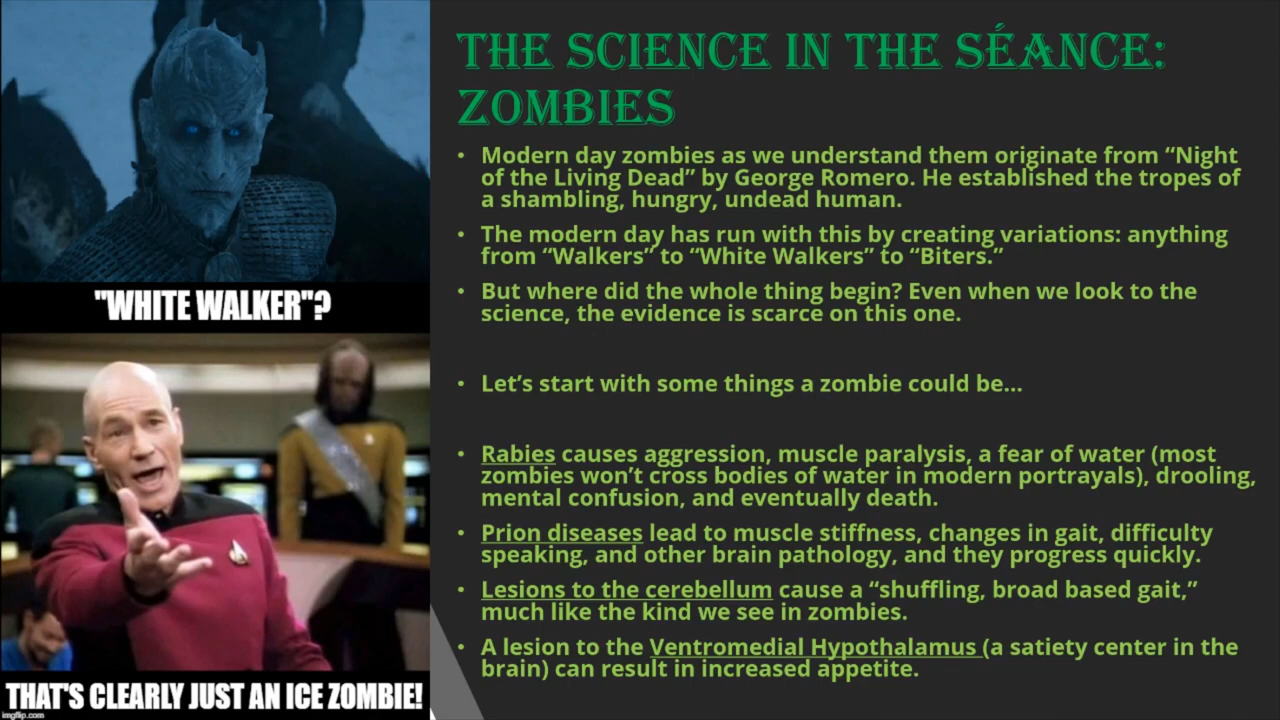 "WHITE WALKER"?
THAT'S CLEARLY JUST AN ICE ZOMBIE!
imgflip.com
THE SCIENCE IN THE SÉANCE:
ZOMBIES
• Modern day zombies as we understand them originate from “Night
of the Living Dead” by George Romero. He established the tropes of
a shambling, hungry, undead human.
• The modern day has run with this by creating variations: anything
from “Walkers” to “White Walkers” to “Biters.”
• But where did the whole thing begin? Even when we look to the
science, the evidence is scarce on this one.
• Let’s start with some things a zombie could be...
• Rabies causes aggression, muscle paralysis, a fear of water (most
zombies won’t cross bodies of water in modern portrayals), drooling,
mental confusion, and eventually death.
• Prion diseases lead to muscle stiffness, changes in gait, difficulty
speaking, and other brain pathology, and they progress quickly.
• Lesions to the cerebellum cause a “shuffling, broad based gait,”
much like the kind we see in zombies.
• A lesion to the Ventromedial Hypothalamus (a satiety center in the
brain) can result in increased appetite.